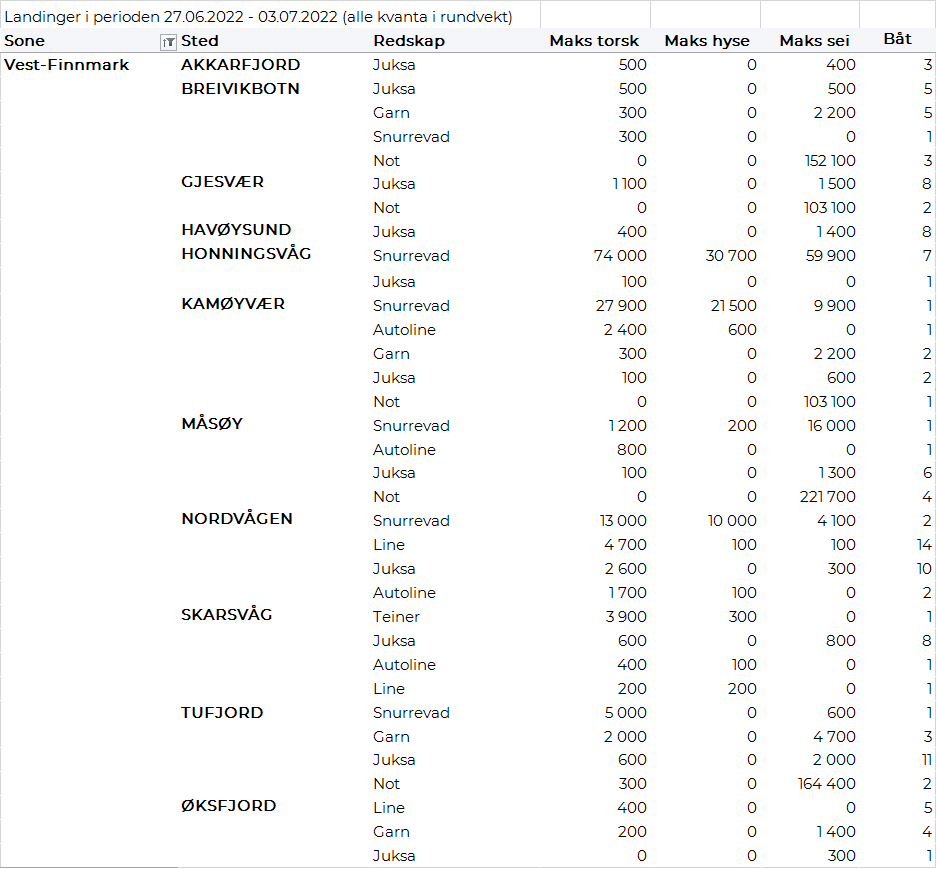 Landinger i perioden 27.06.2022 - 03.07.2022 (alle kvanta i rundvekt)
Sone Sted Redskap Maks torsk Maks hyse Maks sei Båt
Vest-Finnmark AKKARFJORD Juksa 500 0 400 3
BREIVIKBOTN Juksa 500 0 500 5
Garn 300 0 2 200 5
Snurrevad 300 0 0 1
Not 0 0 152 100 3
GJESVÆR Juksa 1 100 0 1 500 8
Not 0 0 103 100 2
HAVØYSUND Juksa 400 0 1 400 8
HONNINGSVÅG Snurrevad 74 000 30 700 59 900 7
Juksa 100 0 0 1
KAMØYVÆR Snurrevad 27 900 21 500 9 900 1
Autoline 2 400 600 0 1
Garn 300 0 2 200 2
Juksa 100 0 600 2
Not 0 0 103 100 1
MÅSØY Snurrevad 1 200 200 16 000 1
Autoline 800 0 0 1
Juksa 100 0 1 300 6
Not 0 0 221 700 4
NORDVÅGEN Snurrevad 13 000 10 000 4 100 2
Line 4 700 100 100 14
Juksa 2 600 0 300 10
Autoline 1 700 100 0 2
SKARSVÅG Teiner 3 900 300 0 1
Juksa 600 0 800 8
Autoline 400 100 0 1
Line 200 200 0 1
TUFJORD Snurrevad 5 000 0 600 1
Garn 2 000 0 4 700 3
Juksa 600 0 2 000 11
Not 300 0 164 400 2
ØKSFJORD Line 400 0 0 5
Garn 200 0 1 400 4
Juksa 0 0 300 1